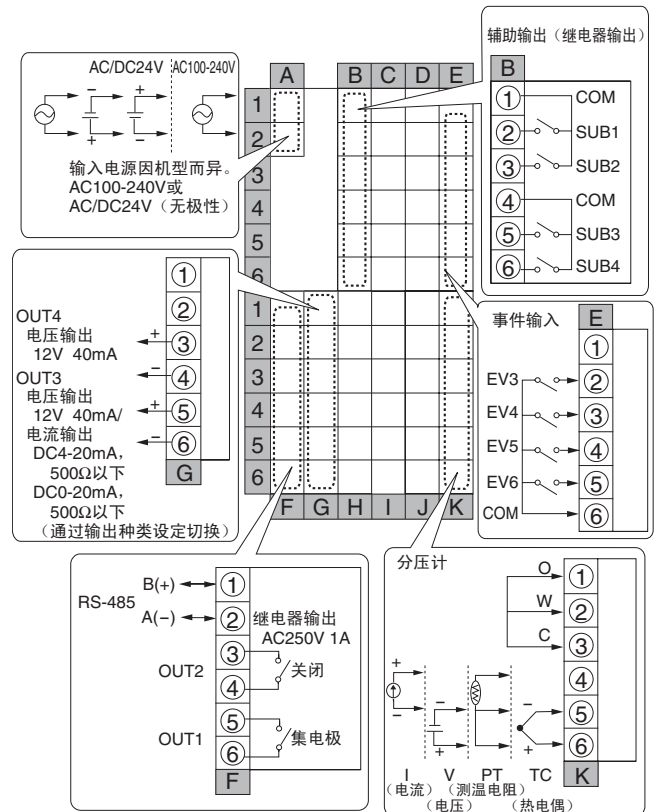 辅助输出（继电器输出）
B
① COM
② SUB1
③ SUB2
④ COM
⑤ SUB3
⑥ SUB4
AC/DC24V AC100-240V
− + + −
输入电源因机型而异。
AC100-240V或
AC/DC24V（无极性）
A B C D E
1
2
3
4
5
6
1
2
3
4
5
6
F G H I J K
①
②
③
④
⑤
⑥
G
OUT4
电压输出
12V 40mA
+
−
OUT3
电压输出
12V 40mA/
+
电流输出
−
DC4-20mA，
500Ω以下
DC0-20mA，
500Ω以下
（通过输出种类设定切换）
事件输入
E
①
EV3 ②
EV4 ③
EV5 ④
EV6 ⑤
COM ⑥
RS-485
B(+) ①
A(−) ②
继电器输出
AC250V 1A
OUT2
③
④
关闭
OUT1
⑤
⑥
集电极
F
分压计
O ①
W ②
C ③
④
⑤
⑥
K
+ − − + − +
I V PT TC
（电流） （测温电阻）
（电压） （热电偶）